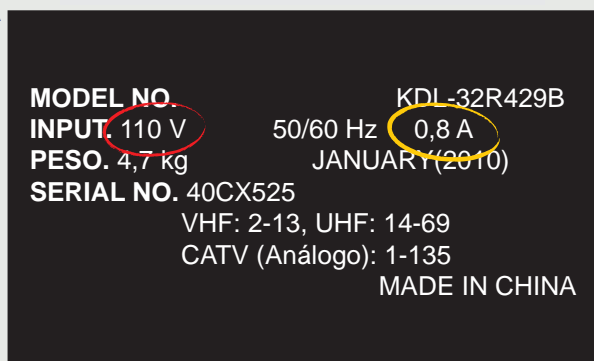 MODEL NO. KDL-32R429B
INPUT. 110 V 50/60 Hz 0,8 A
PESO. 4,7 kg JANUARY(2010)
SERIAL NO. 40CX525
VHF: 2-13, UHF: 14-69
CATV (Análogo): 1-135
MADE IN CHINA